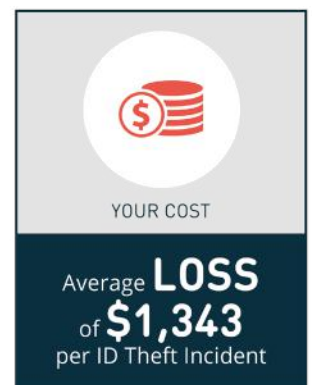 $
YOUR COST
Average LOSS
of $1,343
per ID Theft Incident